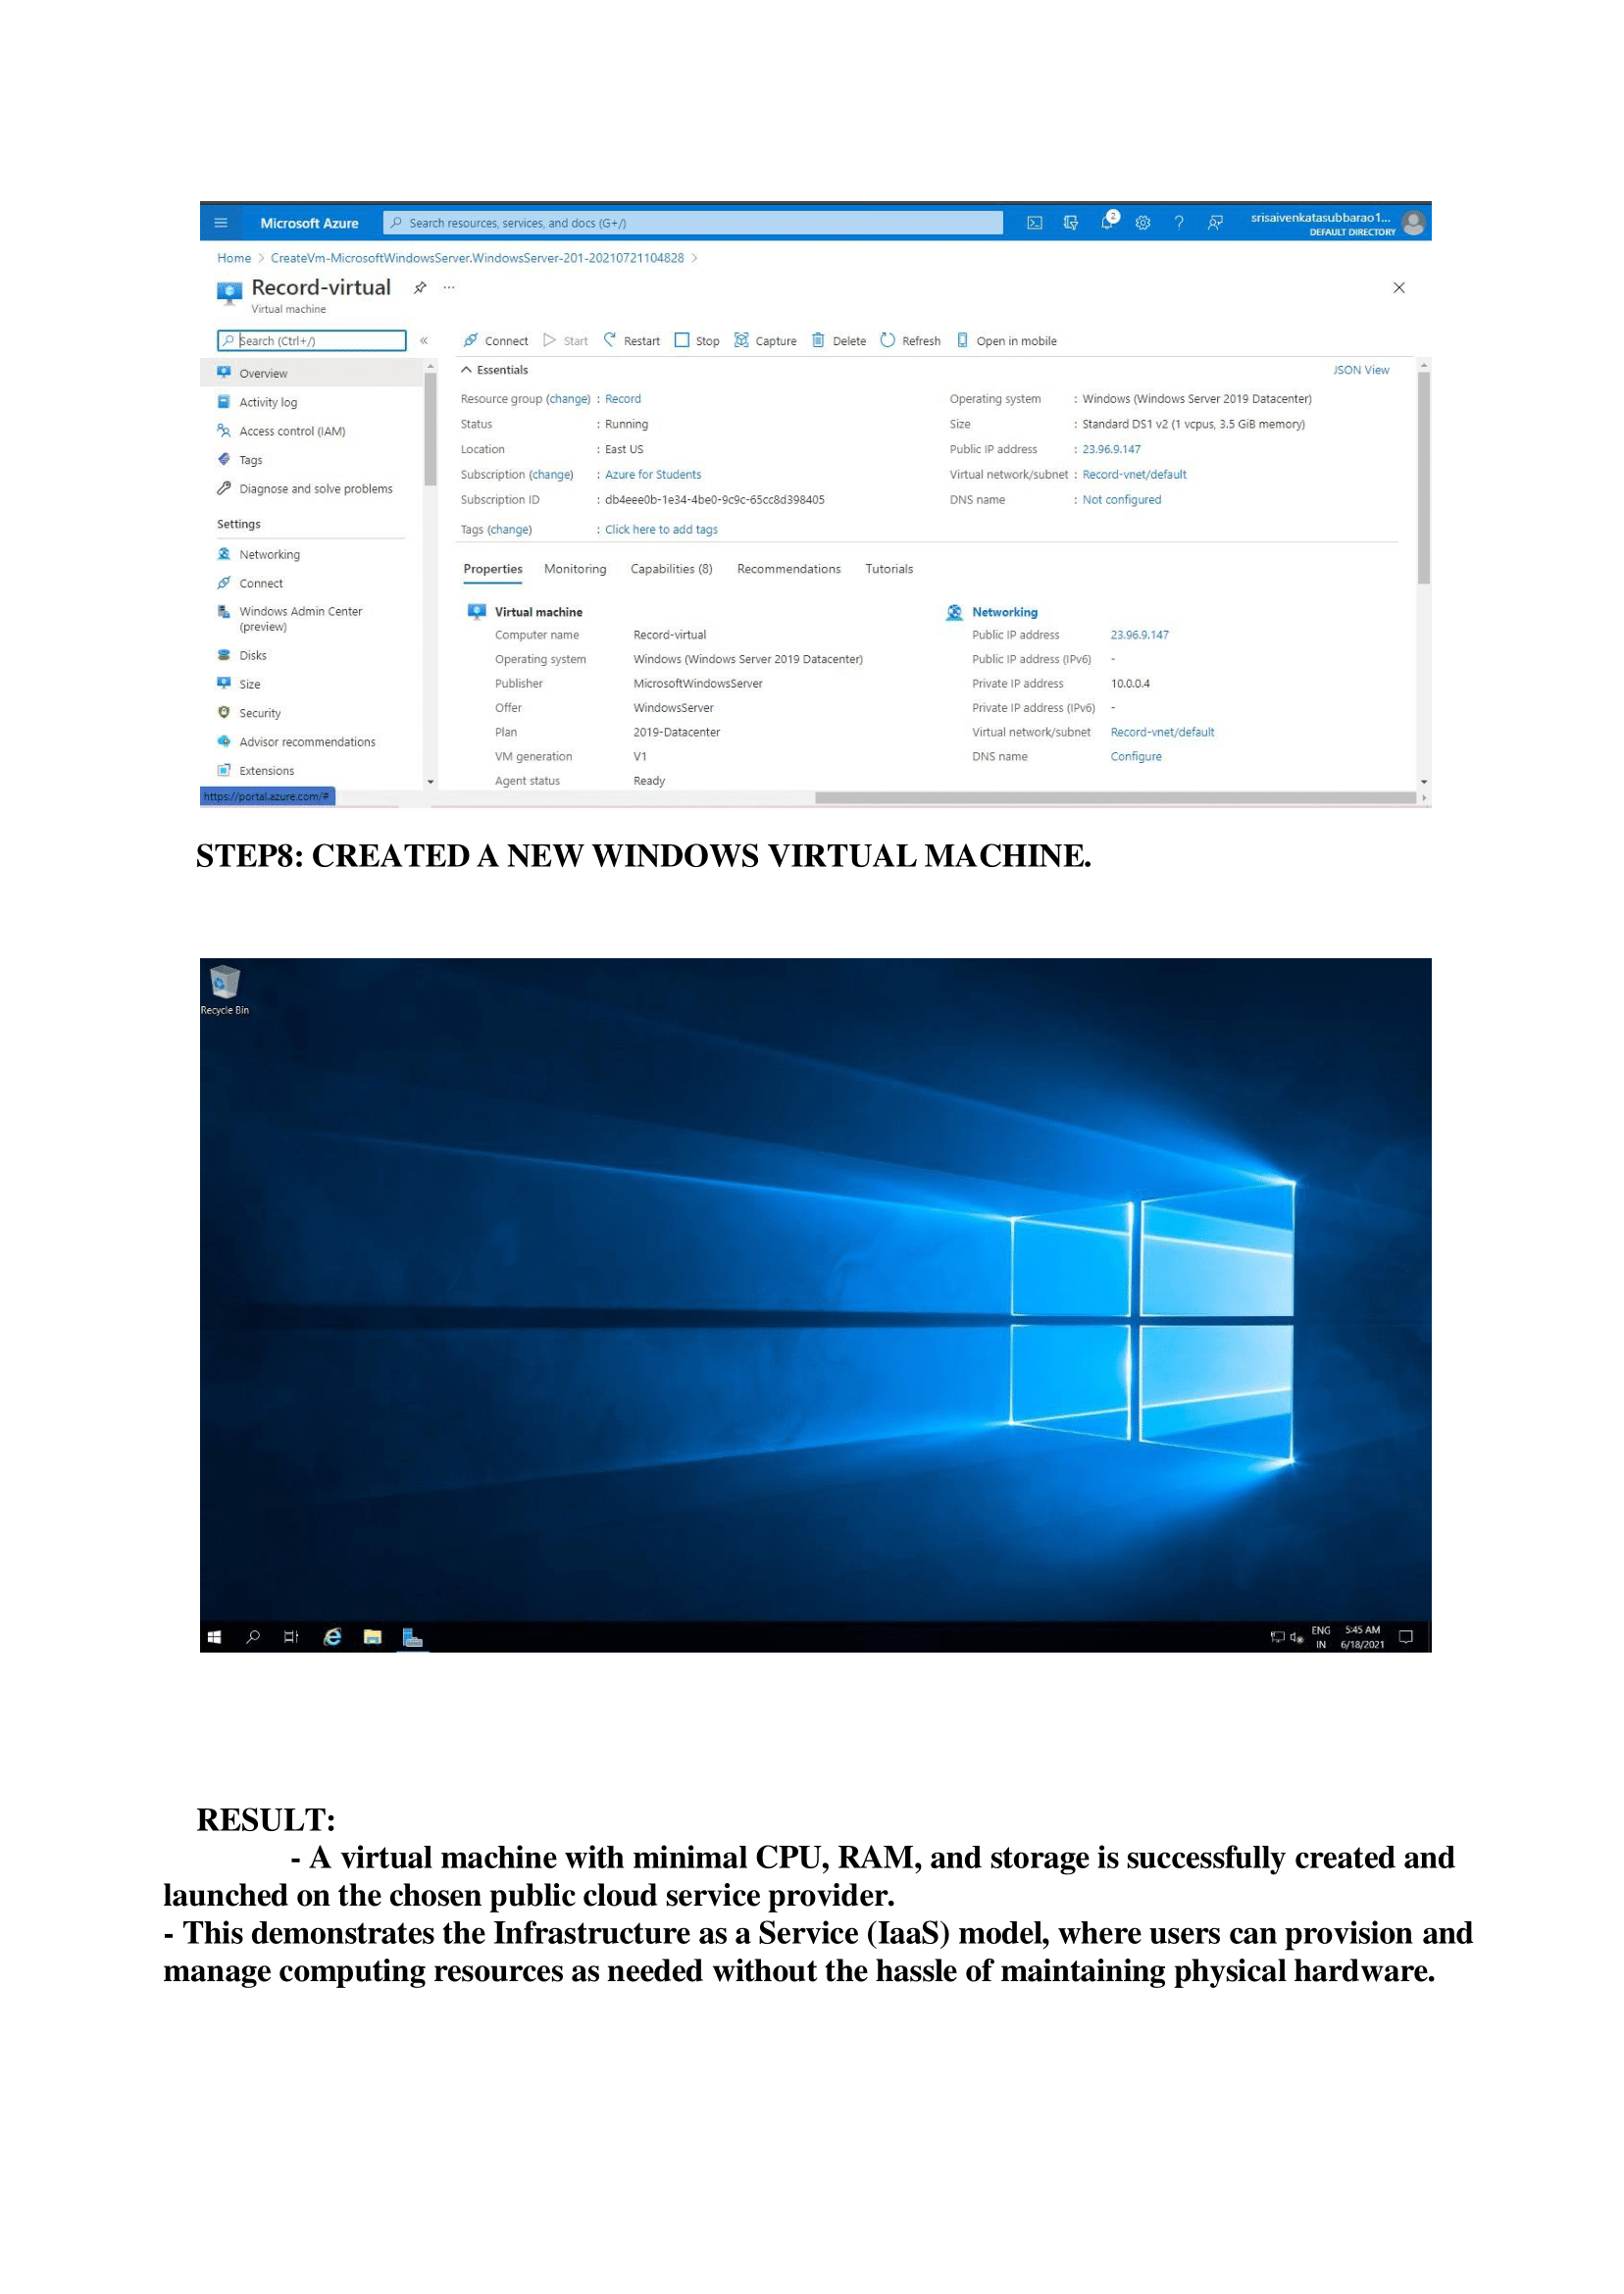 Microsoft Azure
Search resources, services, and docs (G+/)
2
srisaivenkatasubbarao1...
DEFAULT DIRECTORY
Home > CreateVm-MicrosoftWindowsServer.WindowsServer-201-20210721104828 >
Record-virtual
Virtual machine
Search (Ctrl+/)
Connect Start Restart Stop Capture Delete Refresh Open in mobile
Overview
Activity log
Access control (IAM)
Tags
Diagnose and solve problems
Settings
Networking
Connect
Windows Admin Center
(preview)
Disks
Size
Security
Advisor recommendations
Extensions
https://portal.azure.com/#
Essentials
JSON View
Resource group (change) : Record
Status : Running
Location : East US
Subscription (change) : Azure for Students
Subscription ID : db4eee0b-1e34-4be0-9c9c-65cc8d398405
Tags (change) : Click here to add tags
Operating system : Windows (Windows Server 2019 Datacenter)
Size : Standard DS1 v2 (1 vcpus, 3.5 GiB memory)
Public IP address : 23.96.9.147
Virtual network/subnet : Record-vnet/default
DNS name : Not configured
Properties Monitoring Capabilities (8) Recommendations Tutorials
Virtual machine
Computer name Record-virtual
Operating system Windows (Windows Server 2019 Datacenter)
Publisher MicrosoftWindowsServer
Offer WindowsServer
Plan 2019-Datacenter
VM generation V1
Agent status Ready
Networking
Public IP address 23.96.9.147
Public IP address (IPv6) -
Private IP address 10.0.0.4
Private IP address (IPv6) -
Virtual network/subnet Record-vnet/default
DNS name Configure
STEP8: CREATED A NEW WINDOWS VIRTUAL MACHINE.
Recycle Bin
ENG 5:45 AM
IN 6/18/2021
RESULT:
- A virtual machine with minimal CPU, RAM, and storage is successfully created and
launched on the chosen public cloud service provider.
- This demonstrates the Infrastructure as a Service (IaaS) model, where users can provision and
manage computing resources as needed without the hassle of maintaining physical hardware.